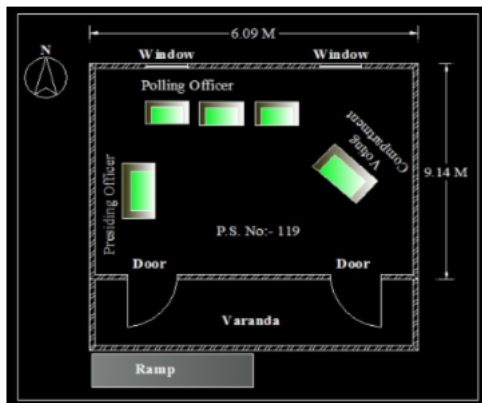 6.09 M
N
Window
Window
Polling Officer
Voting
Compartment
9.14 M
Presiding Officer
P.S. No:- 119
Door
Door
Varanda
Ramp